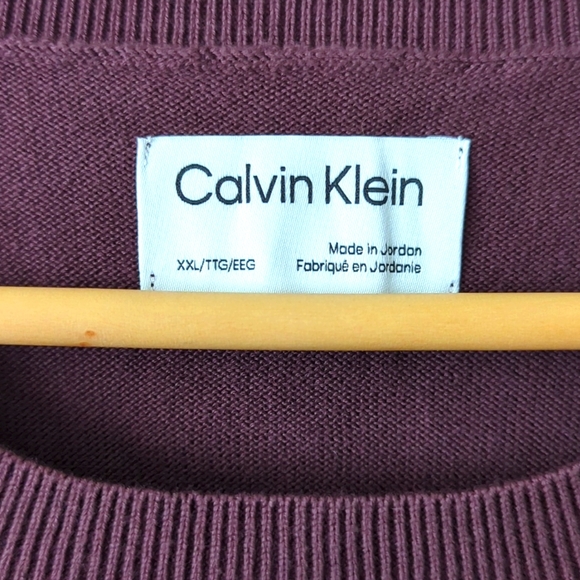 Calvin Klein
Made in Jordan
XXL/TTG/EEG Fabriqué en Jordanie